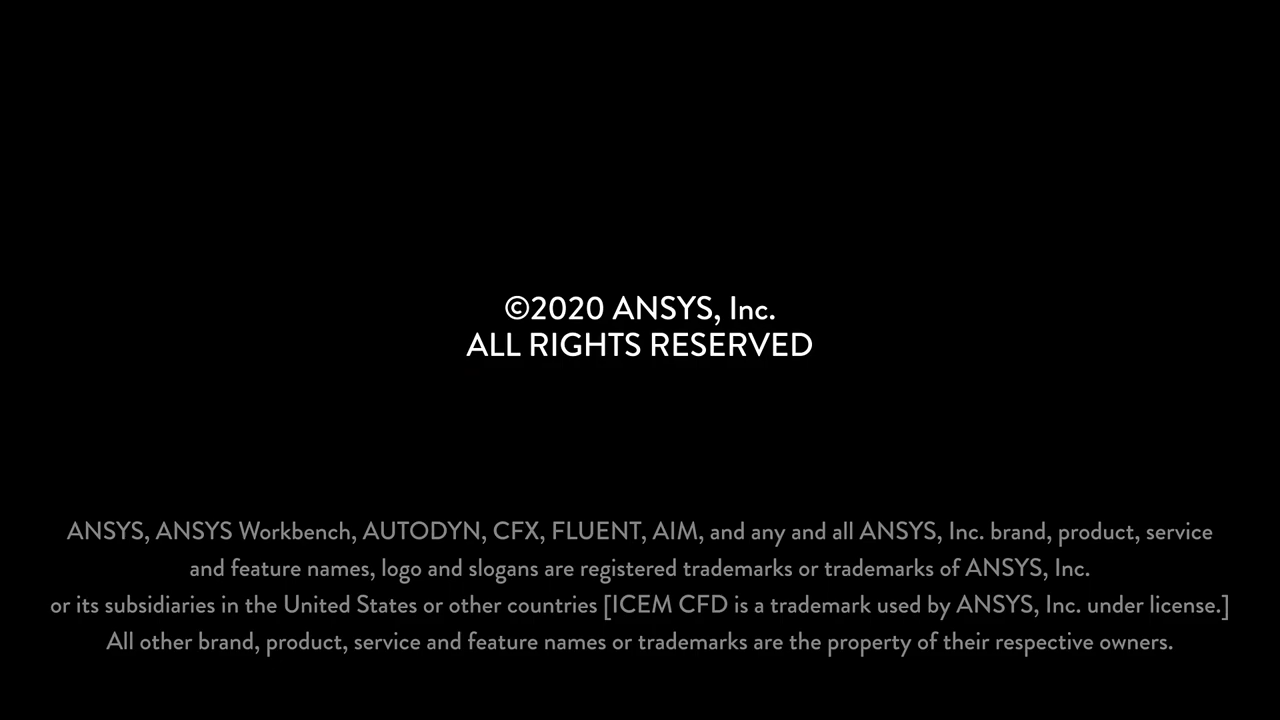 ©2020 ANSYS, Inc.
ALL RIGHTS RESERVED
ANSYS, ANSYS Workbench, AUTODYN, CFX, FLUENT, AIM, and any and all ANSYS, Inc. brand, product, service
and feature names, logo and slogans are registered trademarks or trademarks of ANSYS, Inc.
or its subsidiaries in the United States or other countries [ICEM CFD is a trademark used by ANSYS, Inc. under license.]
All other brand, product, service and feature names or trademarks are the property of their respective owners.